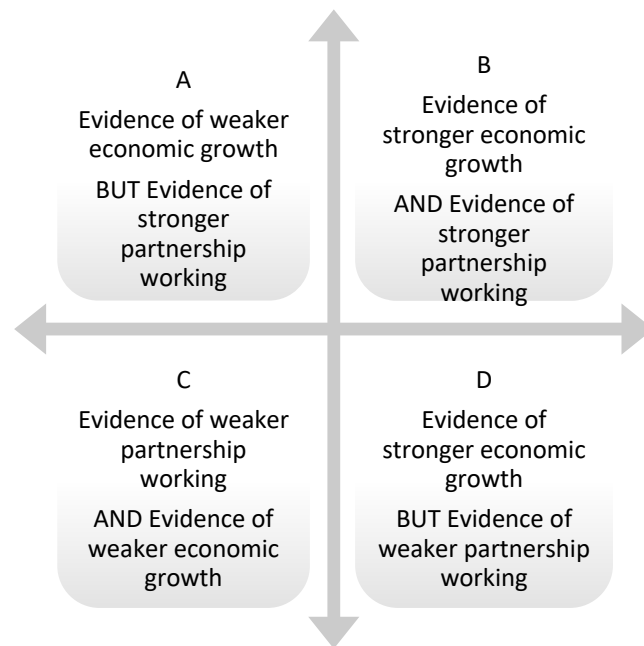 A
Evidence of weaker
economic growth
BUT Evidence of
stronger
partnership
working
B
Evidence of
stronger economic
growth
AND Evidence of
stronger
partnership
working
C
Evidence of weaker
partnership
working
AND Evidence of
weaker economic
growth
D
Evidence of
stronger economic
growth
BUT Evidence of
weaker partnership
working